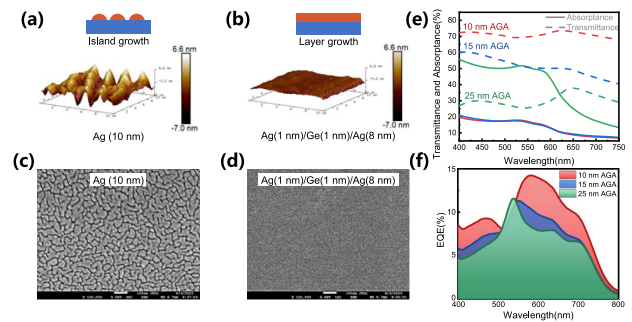 (a)
Island growth
6.6 nm
-7.0 nm
Ag (10 nm)
(b)
Layer growth
6.6 nm
-7.0 nm
Ag(1 nm)/Ge(1 nm)/Ag(8 nm)
(c)
Ag (10 nm)
(d)
Ag(1 nm)/Ge(1 nm)/Ag(8 nm)
(e)
Transmittance and Absorptance(%)
80
70
60
50
40
30
20
10
10 nm AGA
15 nm AGA
25 nm AGA
Absorptance
Transmittance
400 450 500 550 600 650 700 750
Wavelength(nm)
(f)
EQE(%)
15
10
5
0
10 nm AGA
15 nm AGA
25 nm AGA
400 500 600 700 800
Wavelength(nm)